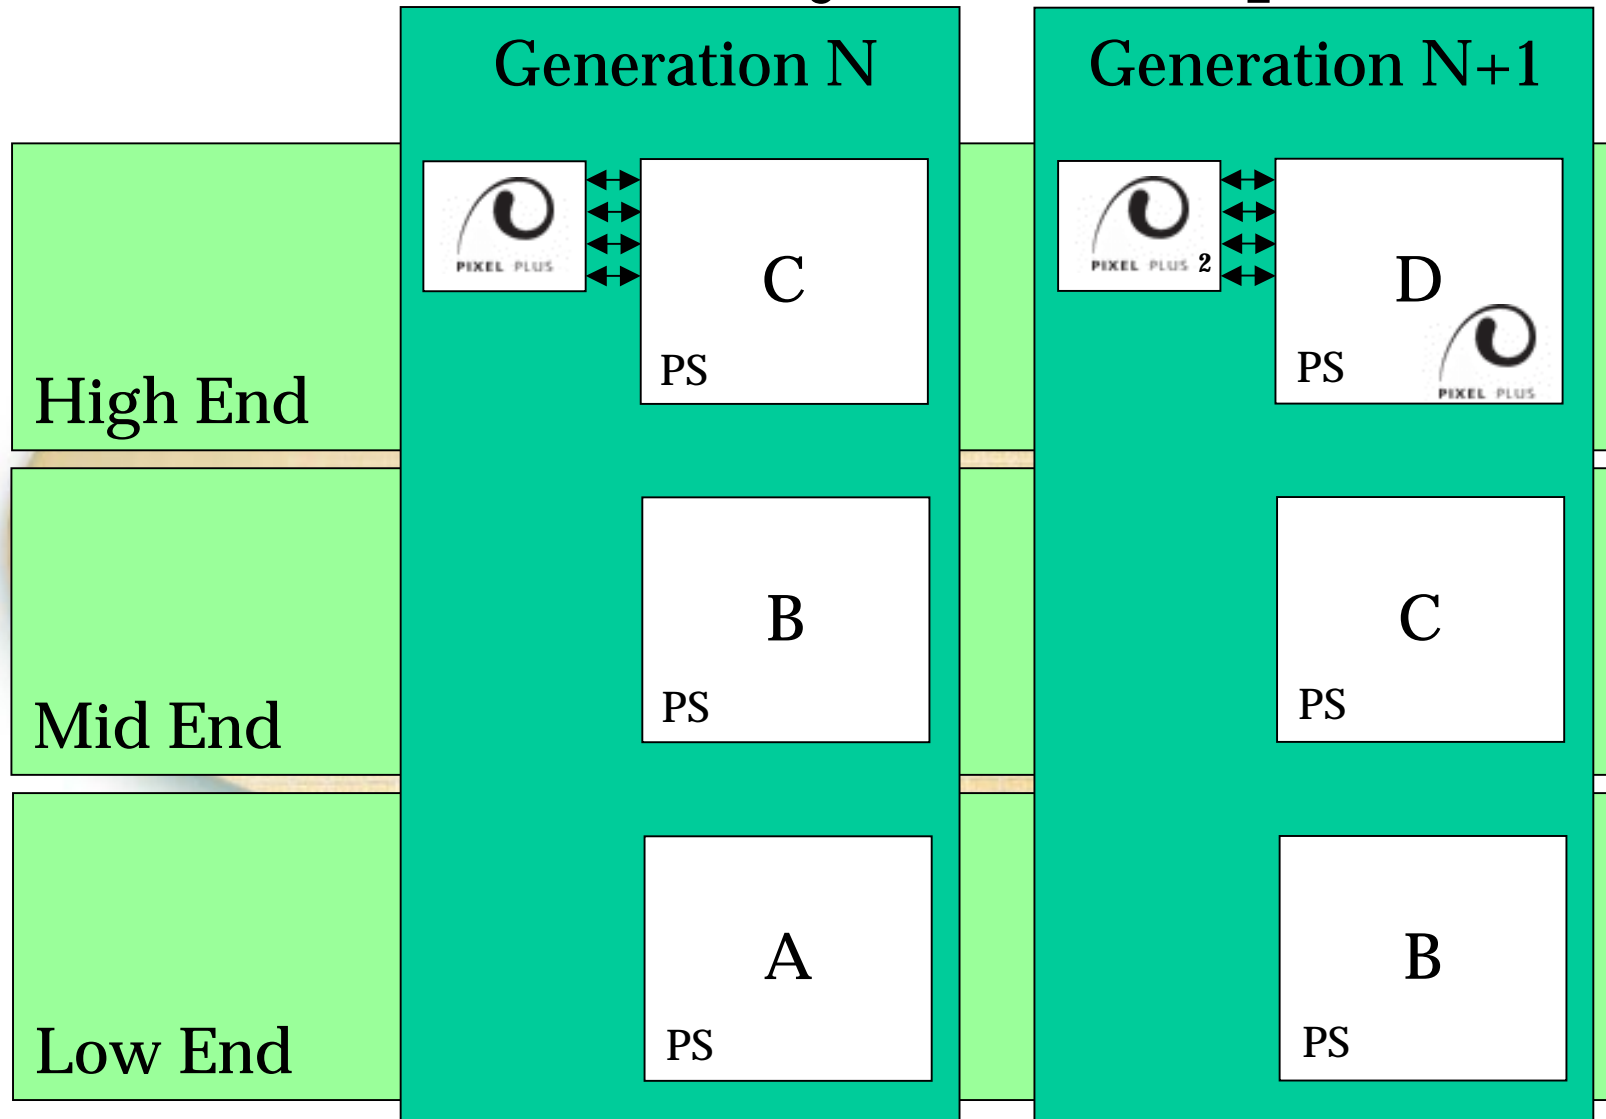 Generation N
Generation N+1
PIXEL PLUS
C
PS
PIXEL PLUS 2
D
PS
PIXEL PLUS
High End
B
PS
C
PS
Mid End
A
PS
B
PS
Low End